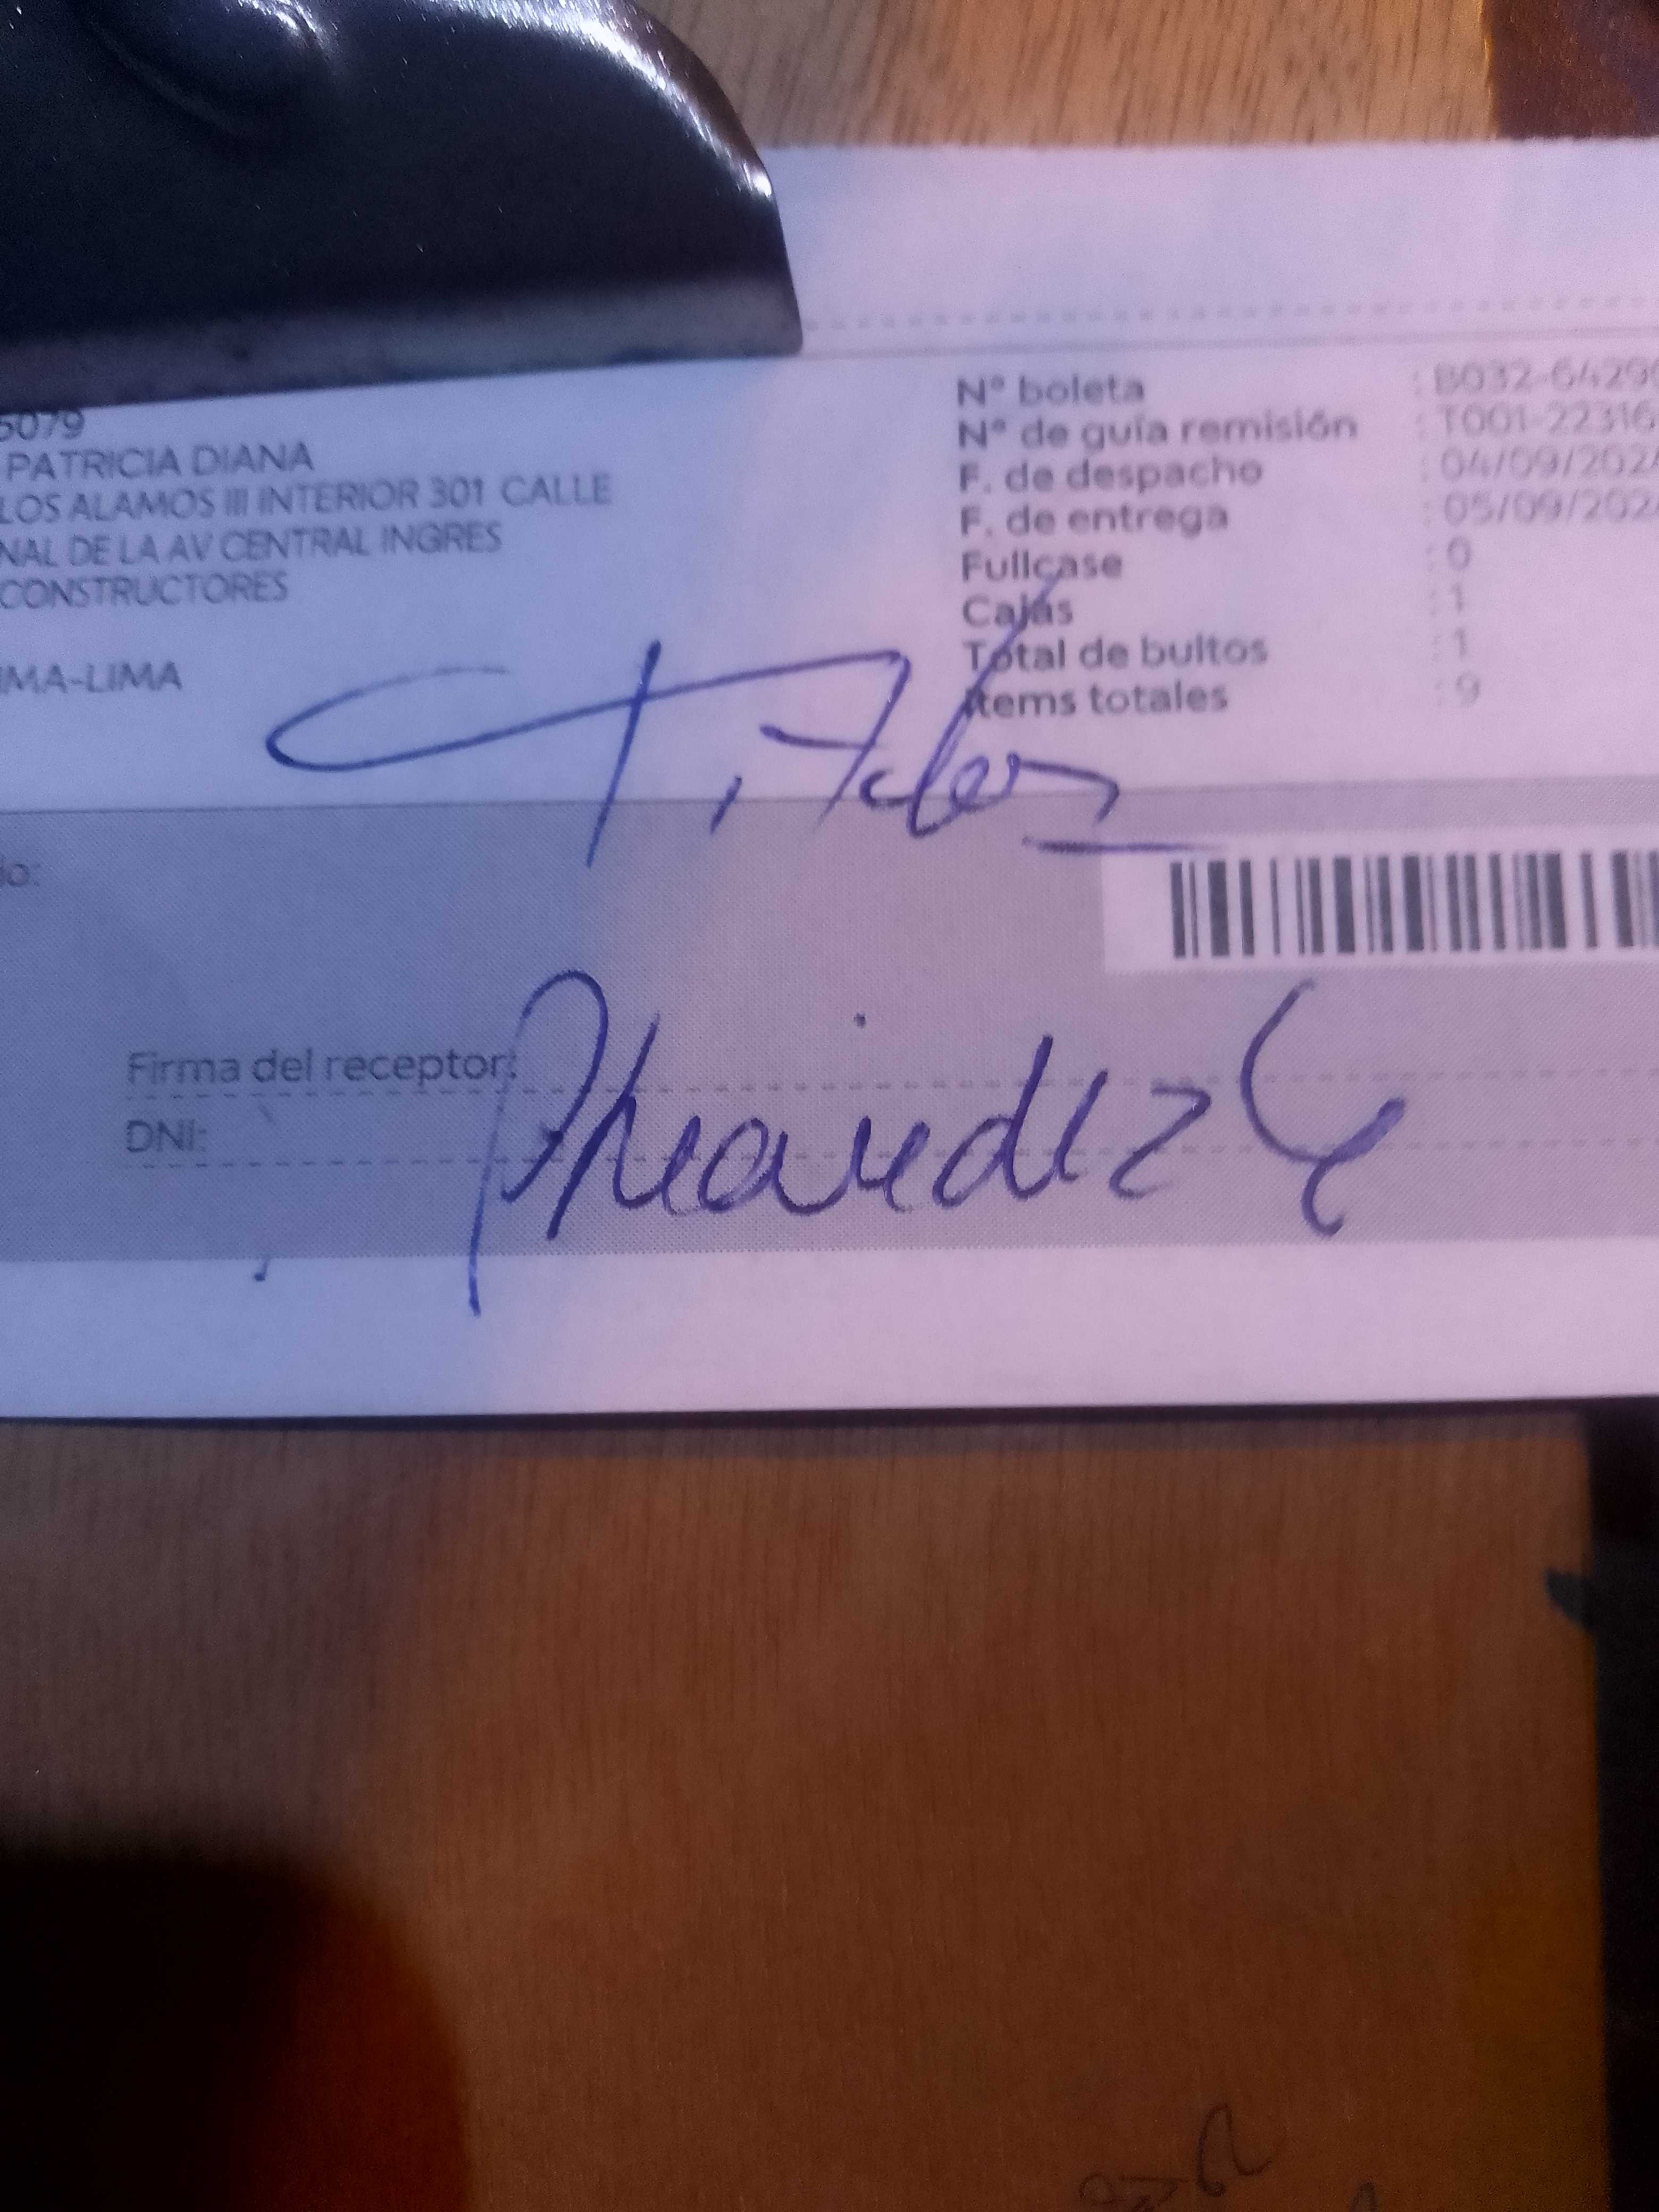 5079
PATRICIA DIANA
LOS ALAMOS III INTERIOR 301 CALLE
NAL DE LA AV CENTRAL INGRES
CONSTRUCTORES
IMA-LIMA
N° boleta : B032-6429
N° de guía remisión : T001-22316
F. de despacho : 04/09/202
F. de entrega : 05/09/202
Fullcase : 0
Cajas : 1
Total de bultos : 1
Items totales : 9
do:
Firma del receptor:
DNI: